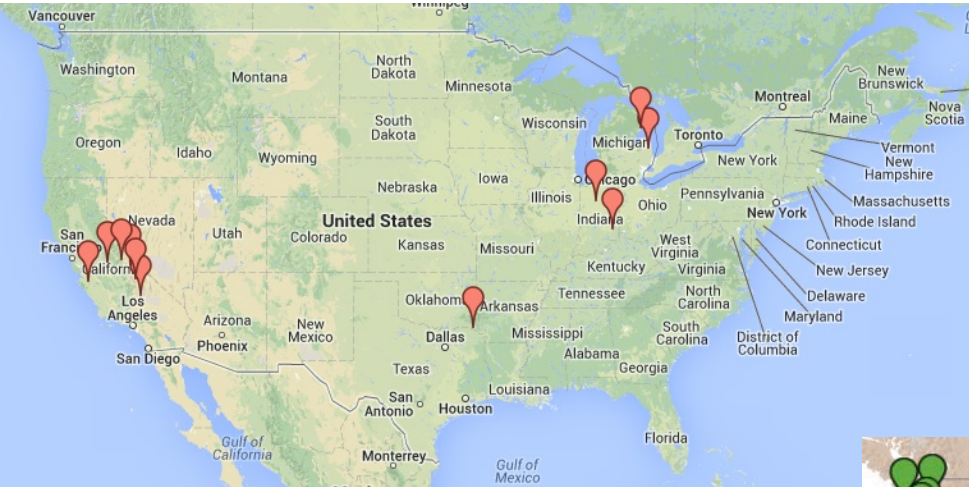 Winnipeg
Vancouver
Washington
North
Dakota
Montana
Minnesota
Montreal
New
Brunswick
Nova
Scotia
Maine
Wisconsin
Michigan
Toronto
South
Dakota
Oregon
Idaho
Wyoming
Vermont
New
Hampshire
New York
Iowa
Chicago
Nebraska
Illinois
Pennsylvania
Massachusetts
Ohio
New York
Rhode Island
Nevada
United States
Indiana
San
Utah
Colorado
Kansas
Missouri
West
Virginia
Connecticut
New Jersey
Kentucky
Virginia
Delaware
Maryland
Los
Angeles
Tennessee
North
Carolina
Arkansas
Arizona
New
Mexico
Phoenix
Dallas
Mississippi
South
Carolina
District of
Columbia
San Diego
Alabama
Georgia
Texas
Louisiana
San
Antonio
Houston
Florida
Gulf of
California
Monterrey
Gulf of
Mexico